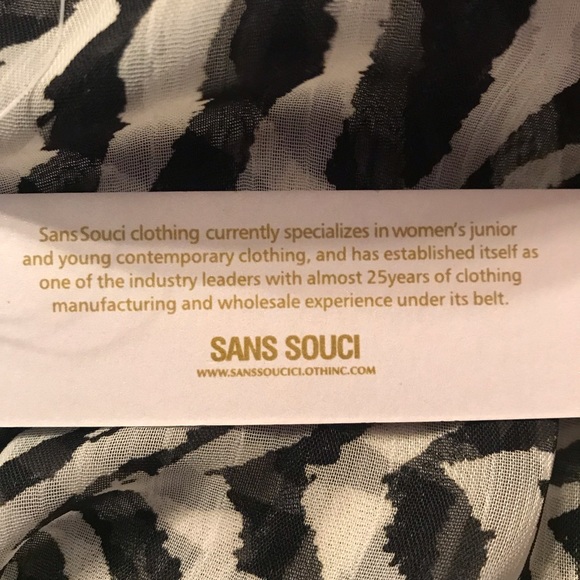 Sans Souci clothing currently specializes in women's junior
and young contemporary clothing, and has established itself as
one of the industry leaders with almost 25years of clothing
manufacturing and wholesale experience under its belt.
SANS SOUCI
WWW.SANSSOUCICLOTHINC.COM